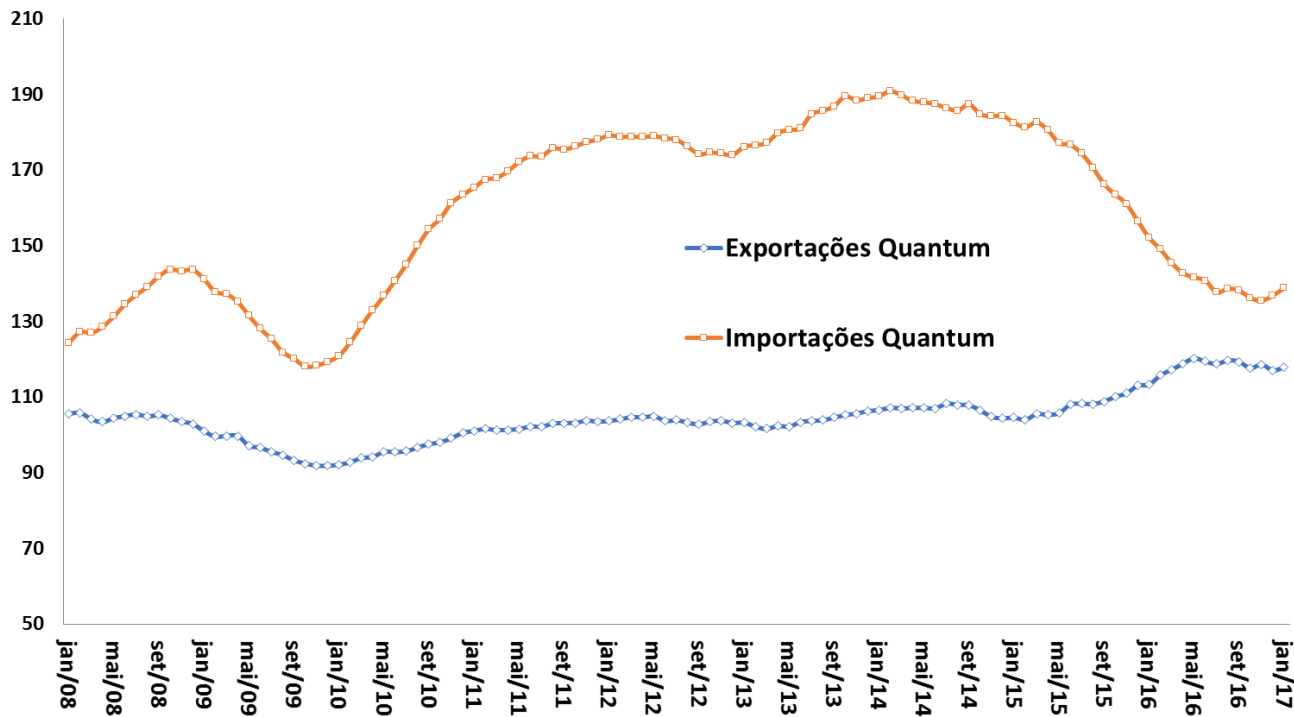 210
190
170
150
130
110
90
70
50
Exportações Quantum
Importações Quantum
jan/08
mai/08
set/08
jan/09
mai/09
set/09
jan/10
mai/10
set/10
jan/11
mai/11
set/11
jan/12
mai/12
set/12
jan/13
mai/13
set/13
jan/14
mai/14
set/14
jan/15
mai/15
set/15
jan/16
mai/16
set/16
jan/17